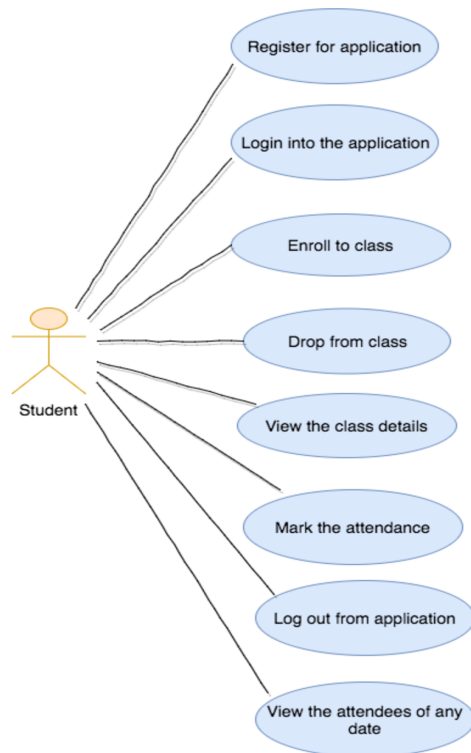 Register for application
Login into the application
Enroll to class
Drop from class
Student
View the class details
Mark the attendance
Log out from application
View the attendees of any
date